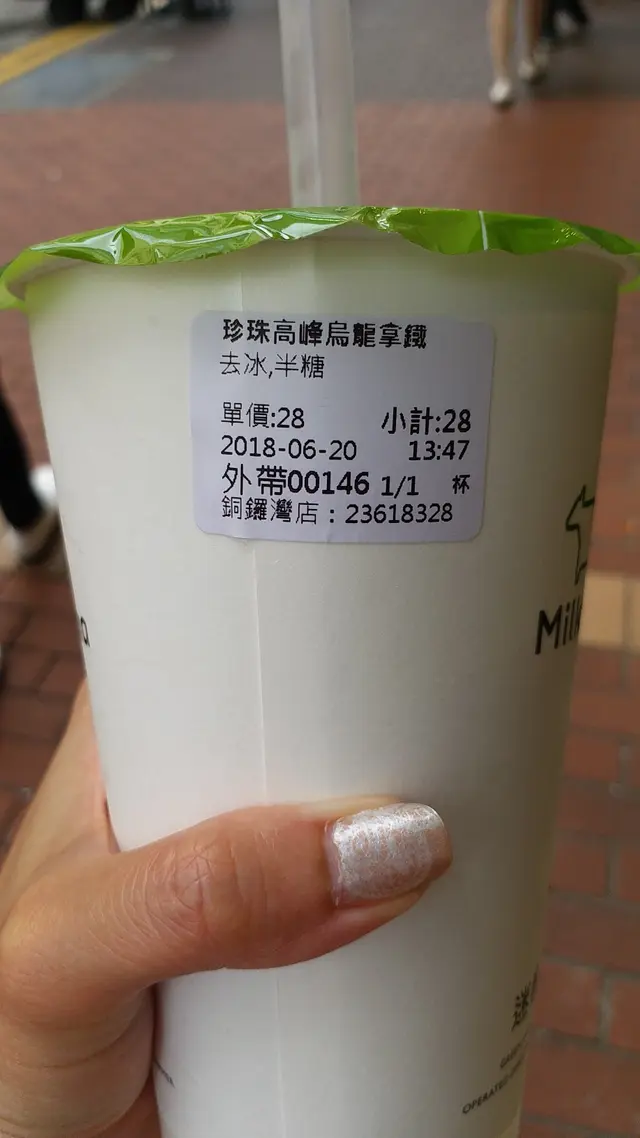 珍珠高峰烏龍拿鐵
去冰,半糖
單價:28 小計:28
2018-06-20 13:47
外帶00146 1/1 杯
銅鑼灣店：23618328
Milk